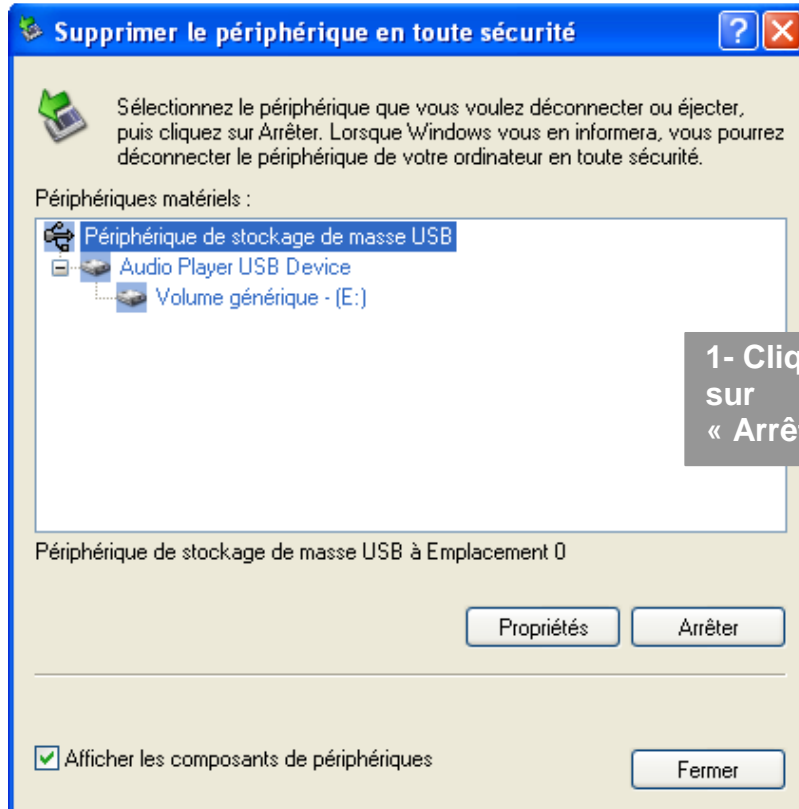 Supprimer le périphérique en toute sécurité
Sélectionnez le périphérique que vous voulez déconnecter ou éjecter,
puis cliquez sur Arrêter. Lorsque Windows vous en informera, vous pourrez
déconnecter le périphérique de votre ordinateur en toute sécurité.
Périphériques matériels :
Périphérique de stockage de masse USB
Audio Player USB Device
Volume générique - (E:)
1-
sur
«
Périphérique de stockage de masse USB à Emplacement 0
Propriétés
Arrêter
Afficher les composants de périphériques
Fermer